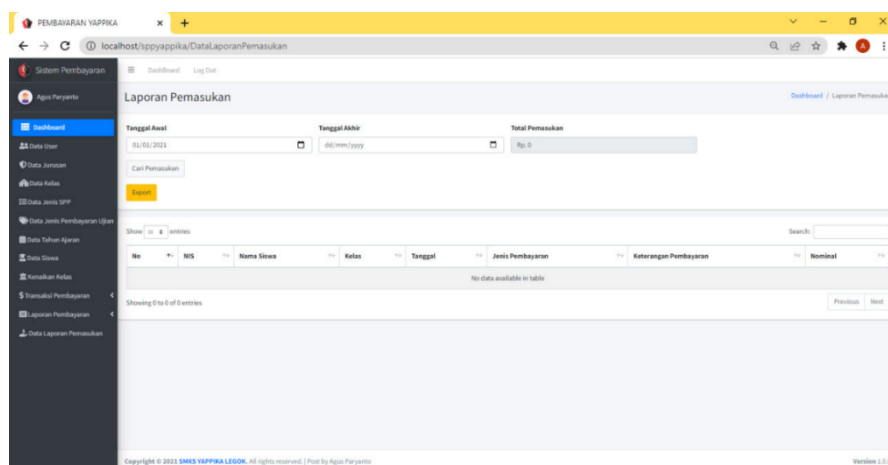 PEMBAYARAN YAPPIKA
localhost/sppyappika/DataLaporanPemasukan
A
Sistem Pembayaran
Dashboard Log Out
Agus Paryanto
Laporan Pemasukan
Dashboard / Laporan Pemasukan
Dashboard
Data User
Data Jurusan
Data Kelas
Data Jenis SPP
Data Jenis Pembayaran Ujian
Data Tahun Ajaran
Data Siswa
Kenaikan Kelas
Transaksi Pembayaran
Laporan Pembayaran
Data Laporan Pemasukan
Tanggal Awal Tanggal Akhir Total Pemasukan
01/01/2021 dd/mm/yyyy Rp. 0
Cari Pemasukan
Export
Show 10 entries Search:
No NIS Nama Siswa Kelas Tanggal Jenis Pembayaran Keterangan Pembayaran Nominal
No data available in table
Showing 0 to 0 of 0 entries
Previous Next
Copyright © 2021 SMKS YAPPIKA LEGOK. All rights reserved. | Post by Agus Paryanto
Version